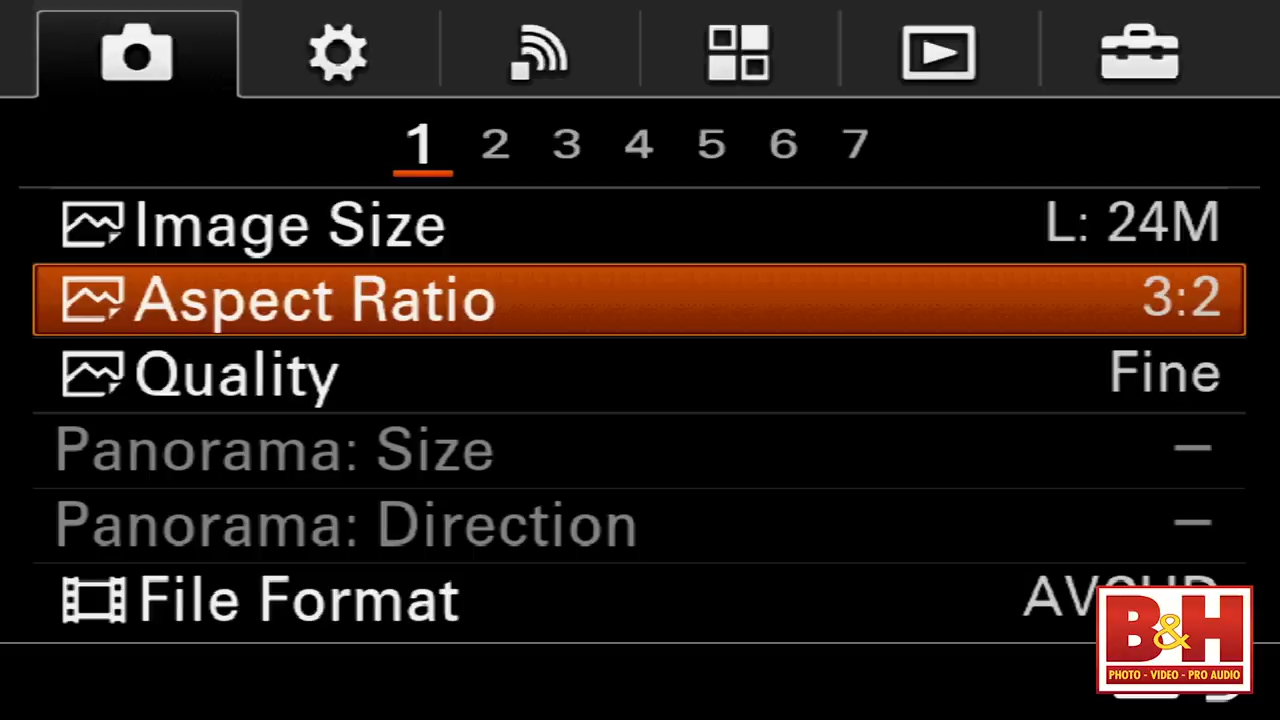 1 2 3 4 5 6 7
Image Size L: 24M
Aspect Ratio 3:2
Quality Fine
Panorama: Size –
Panorama: Direction –
File Format
B&H
PHOTO - VIDEO - PRO AUDIO